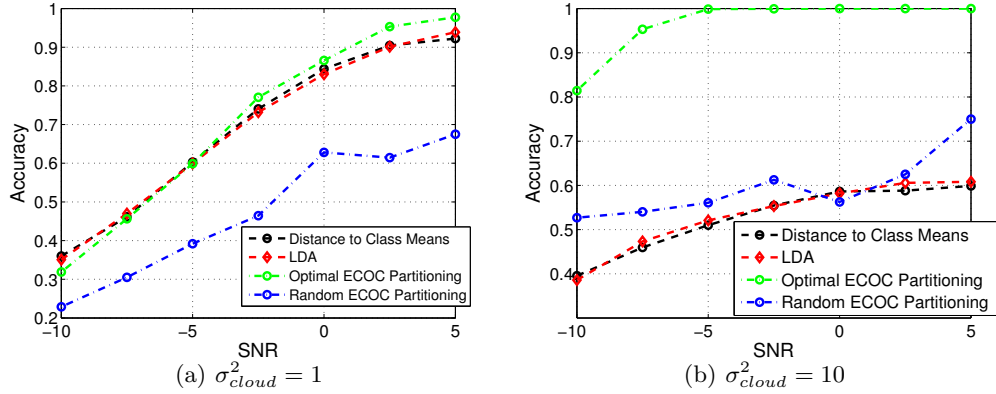 1
0.9
0.8
0.7
0.6
0.5
0.4
0.3
0.2
Accuracy
−10
−5
0
5
SNR
Distance to Class Means
LDA
Optimal ECOC Partitioning
Random ECOC Partitioning
(a) σ²cloud = 1
1
0.9
0.8
0.7
0.6
0.5
0.4
Accuracy
−10
−5
0
5
SNR
Distance to Class Means
LDA
Optimal ECOC Partitioning
Random ECOC Partitioning
(b) σ²cloud = 10